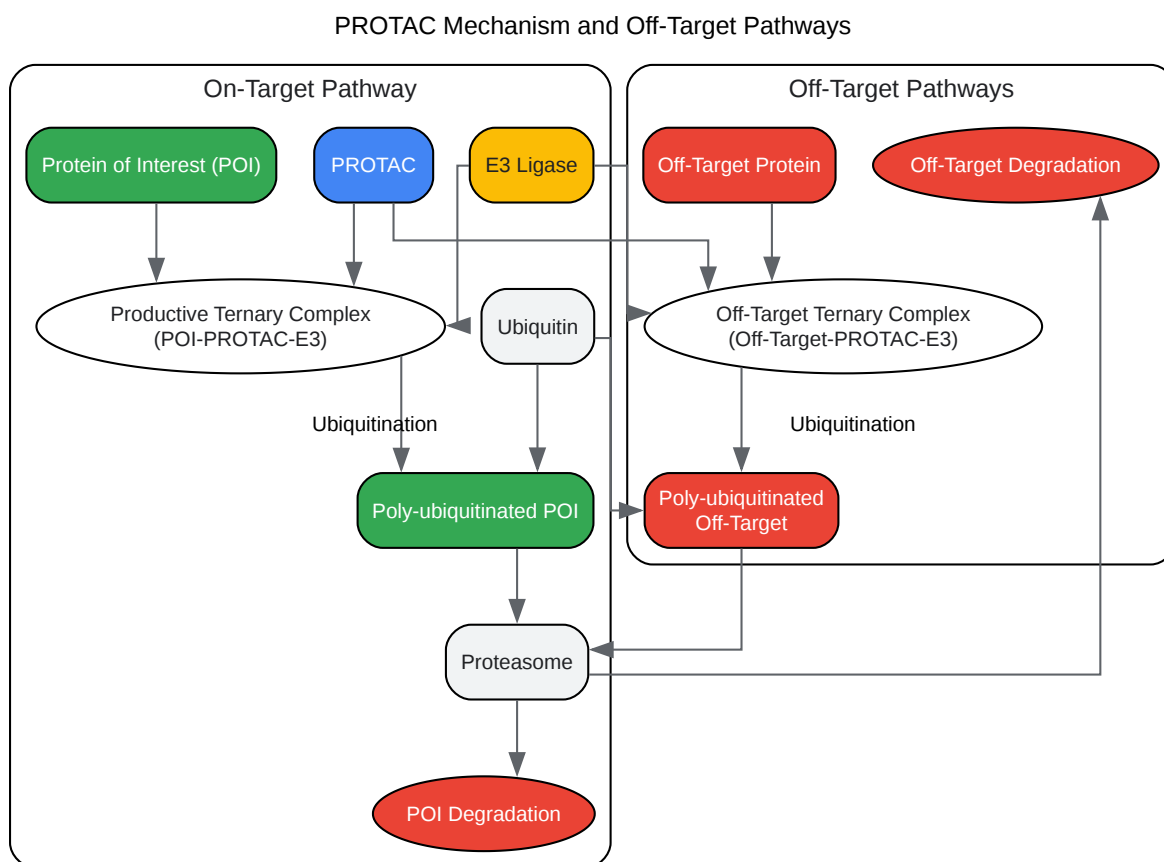 PROTAC Mechanism and Off-Target Pathways
On-Target Pathway
Off-Target Pathways
Protein of Interest (POI)
PROTAC
E3 Ligase
Off-Target Protein
Off-Target Degradation
Productive Ternary Complex
(POI-PROTAC-E3)
Ubiquitin
Off-Target Ternary Complex
(Off-Target-PROTAC-E3)
Ubiquitination
Ubiquitination
Poly-ubiquitinated POI
Poly-ubiquitinated
Off-Target
Proteasome
POI Degradation